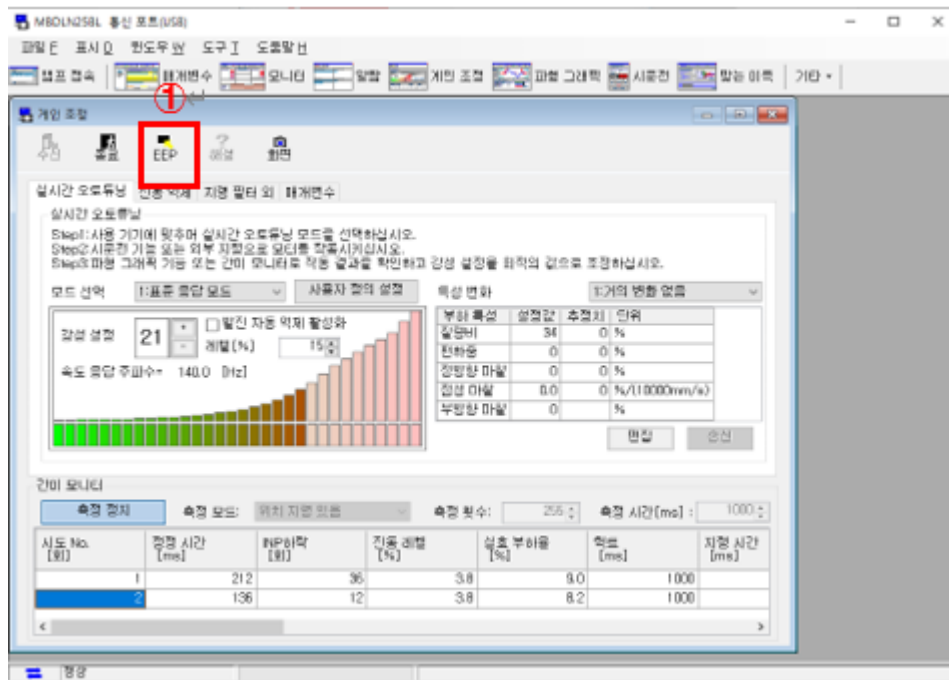 MBDLN25BL 통신 포트(USB)
파일 F 표시 D 윈도우 W 도구 T 도움말 H
앰프 접속 매개변수 모니터 알람 게인 조정 파형 그래픽 시운전 맞는 이득 기타
①
게인 조정
수신 종료 EEP 해설 화면
실시간 오토튜닝 진동 억제 지령 필터 외 매개변수
실시간 오토튜닝
Step1:사용 기기에 맞추어 실시간 오토튜닝 모드를 선택하십시오.
Step2:시운전 기능 또는 외부 지령으로 모터를 작동시키십시오.
Step3:파형 그래픽 기능 또는 간이 모니터로 작동 결과를 확인하고 강성 설정을 최적의 값으로 조정하십시오.
모드 선택 1:표준 응답 모드 사용자 정의 설정 특성 변화 1:거의 변화 없음
강성 설정 21 발진 자동 억제 활성화
레벨(%) 15
속도 응답 주파수= 140.0 [Hz]
부하 특성 설정값 추정치 단위
질량비 34 0 %
편하중 0 0 %
정방향 마찰 0 0 %
점성 마찰 0.0 0 %/(10000mm/s)
부방향 마찰 0 %
편집 갱신
간이 모니터
측정 정지 측정 모드: 위치 지령 있음 측정 횟수: 255 측정 시간[ms] : 1000
시도 No. [회] 정정 시간 [ms] INP하락 [회] 진동 레벨 [%] 실효 부하율 [%] [ms] 지령 시간 [ms]
1 212 36 3.8 9.0 1000
2 136 12 3.8 8.2 1000
정상